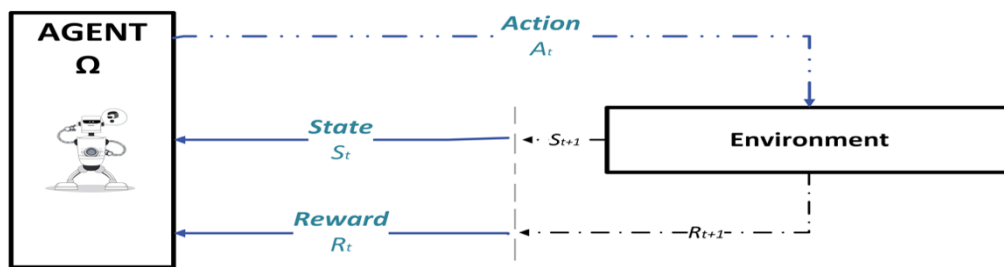 AGENT
Ω
Action
Aₜ
State
Sₜ
Sₜ₊₁
Environment
Reward
Rₜ
Rₜ₊₁
?